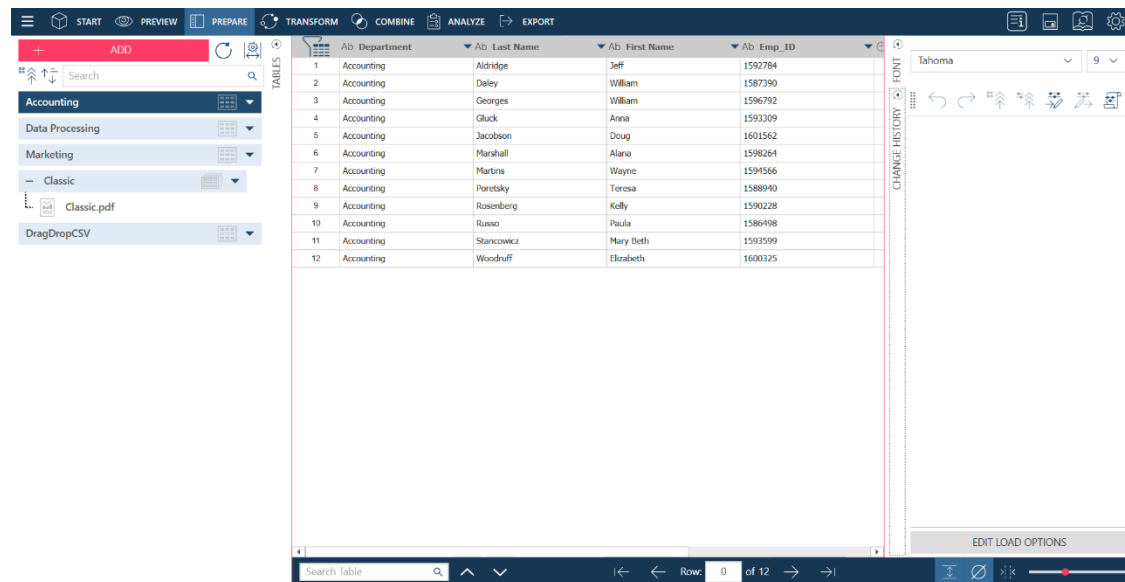 START PREVIEW PREPARE TRANSFORM COMBINE ANALYZE EXPORT
ADD
Search
Accounting
Data Processing
Marketing
Classic
Classic.pdf
DragDropCSV
TABLES
Ab Department Ab Last Name Ab First Name Ab Emp_ID
1 Accounting Aldridge Jeff 1592784
2 Accounting Daley William 1587390
3 Accounting Georges William 1596792
4 Accounting Gluck Anna 1593309
5 Accounting Jacobson Doug 1601562
6 Accounting Marshall Alana 1598264
7 Accounting Martins Wayne 1594566
8 Accounting Poretsky Teresa 1588940
9 Accounting Rosenberg Kelly 1590228
10 Accounting Russo Paula 1586498
11 Accounting Stancowicz Mary Beth 1593599
12 Accounting Woodruff Elizabeth 1600325
Search Table Row: 0 of 12
FONT
CHANGE HISTORY
Tahoma 9
EDIT LOAD OPTIONS